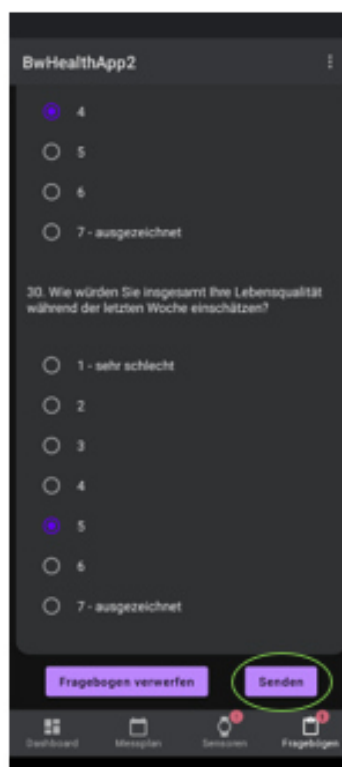 BwHealthApp2
4
5
6
7 - ausgezeichnet
30. Wie würden Sie insgesamt Ihre Lebensqualität
während der letzten Woche einschätzen?
1 - sehr schlecht
2
3
4
5
6
7 - ausgezeichnet
Fragebogen verwerfen
Senden
Dashboard
Messplan
Sensoren
Fragebögen